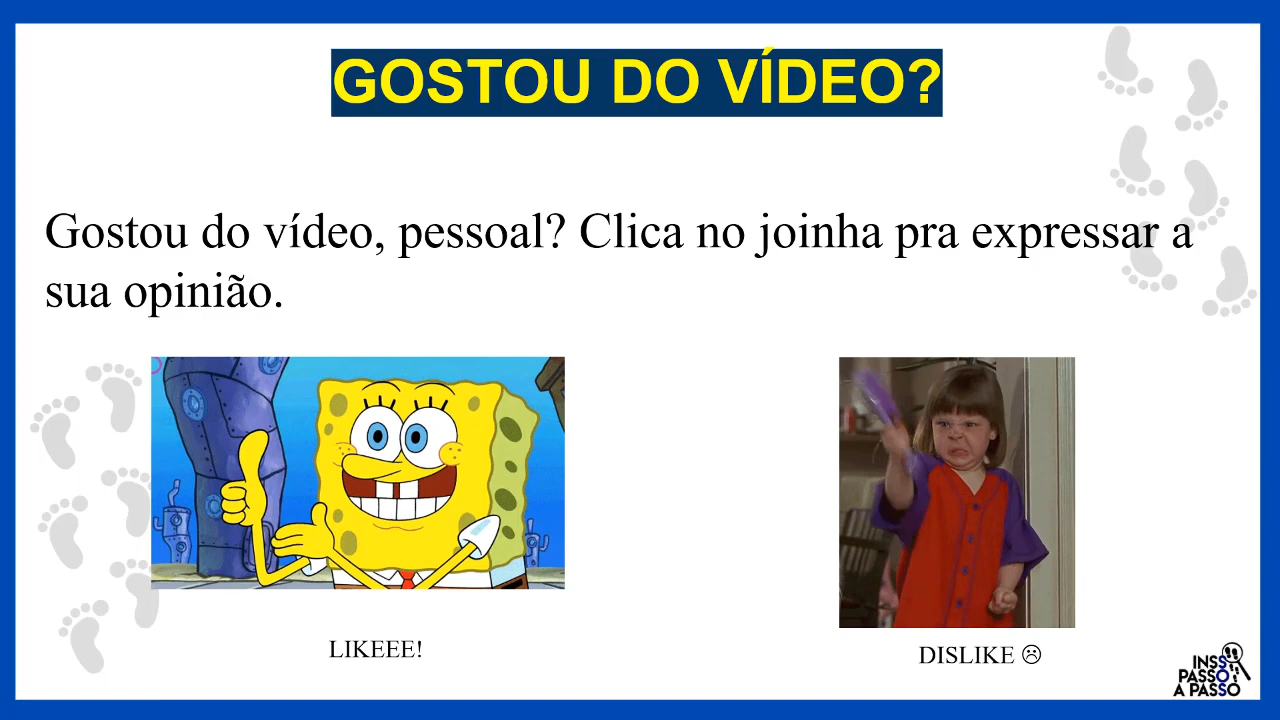 GOSTOU DO VÍDEO?
Gostou do vídeo, pessoal? Clica no joinha pra expressar a
sua opinião.
LIKEEE!
DISLIKE ☹
INSS
PASSO
A PASSO